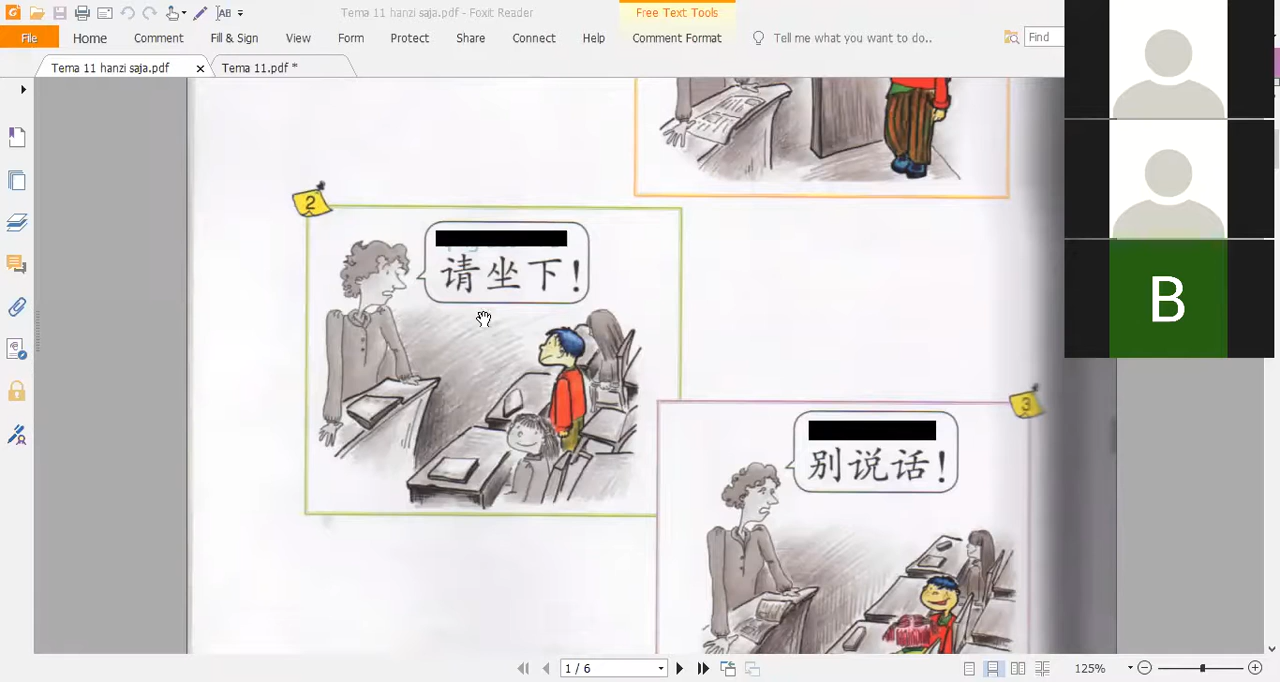 Tema 11 hanzi saja.pdf - Foxit Reader
Free Text Tools
File Home Comment Fill & Sign View Form Protect Share Connect Help Comment Format Tell me what you want to do.. Find
Tema 11 hanzi saja.pdf
Tema 11.pdf *
2
请坐下!
3
别说话!
B
1 / 6
125%